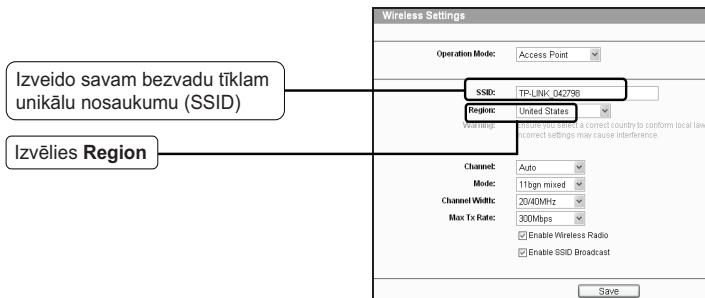 Wireless Settings
Operation Mode: Access Point
Izveido savam bezvadu tīklam
unikālu nosaukumu (SSID)
SSID: TP-LINK_042798
Region: United States
Warning: Ensure you select a correct country to conform local law
Incorrect settings may cause interference.
Izvēlies Region
Channel: Auto
Mode: 11bgn mixed
Channel Width: 20/40MHz
Max Tx Rate: 300Mbps
Enable Wireless Radio
Enable SSID Broadcast
Save